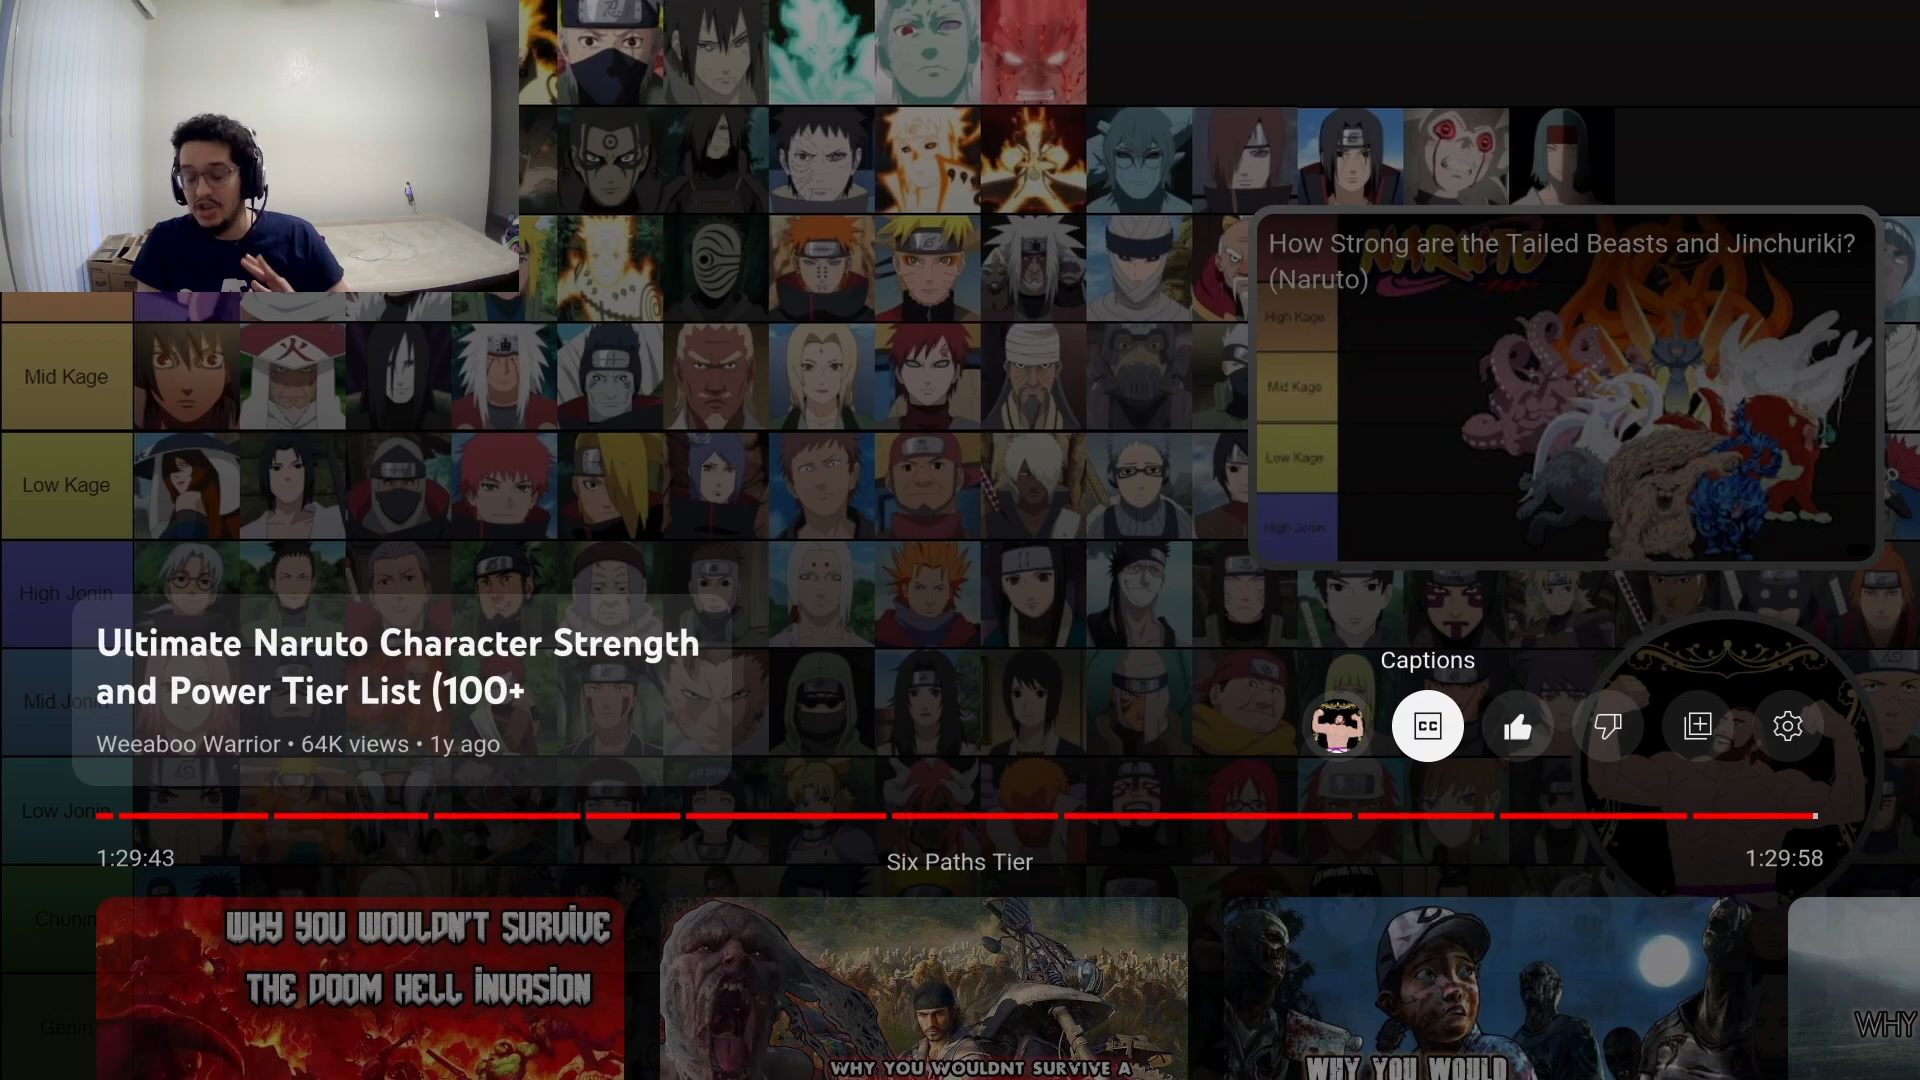 How Strong are the Tailed Beasts and Jinchuriki?
(Naruto)
High Kage
Mid Kage
Low Kage
High Jonin
Mid Kage
Low Kage
High Jonin
Ultimate Naruto Character Strength
and Power Tier List (100+
Weeaboo Warrior • 64K views • 1y ago
Captions
CC
Mid Jonin
Low Jonin
1:29:43
Six Paths Tier
1:29:58
Chunin
Genin
WHY YOU WOULDN'T SURVIVE
THE DOOM HELL INVASION
WHY YOU WOULDNT SURVIVE A
WHY YOU WOULD
WHY